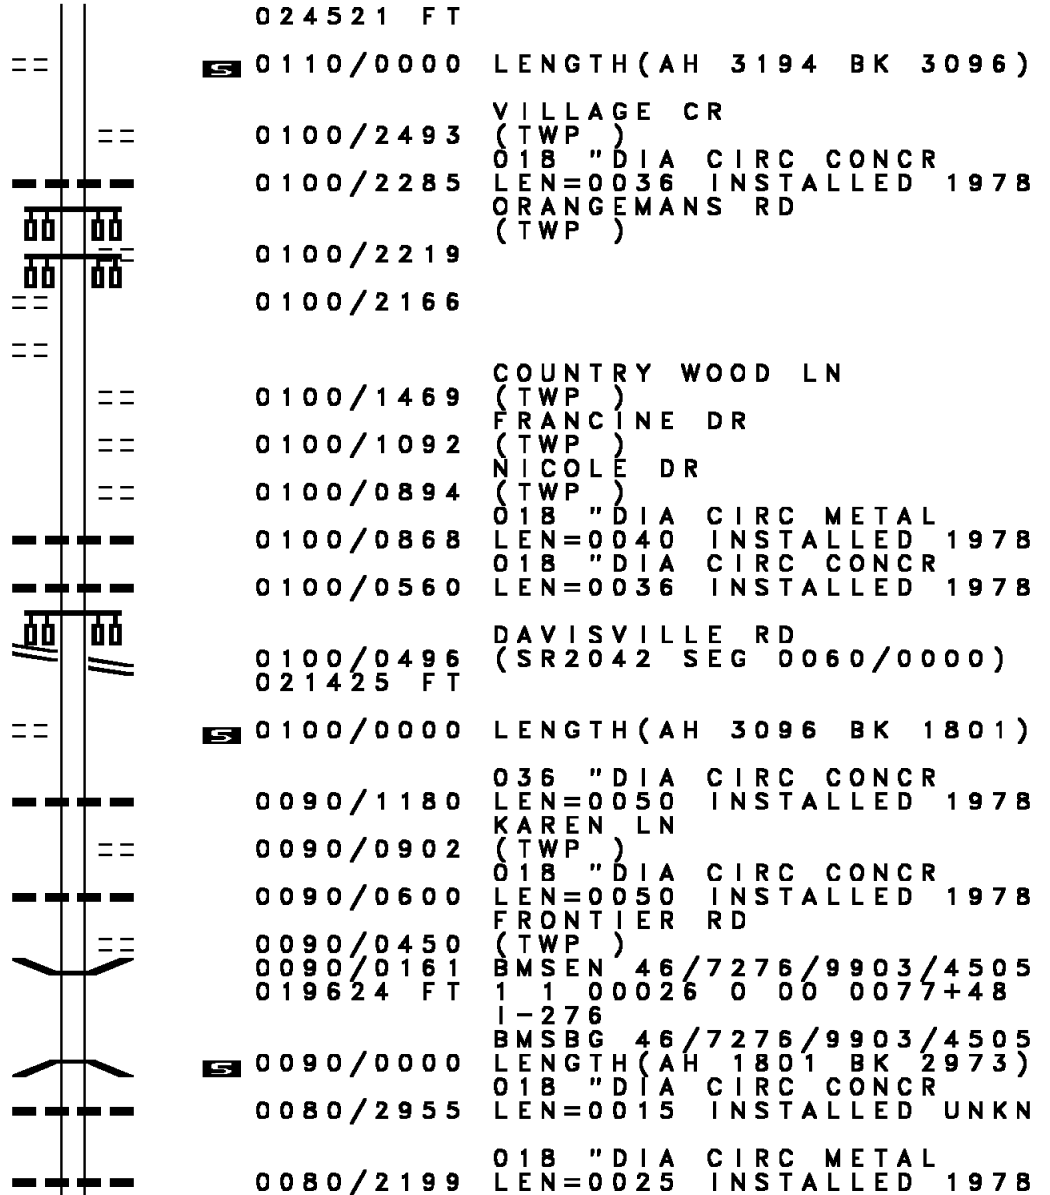 024521 FT
S 0110/0000 LENGTH(AH 3194 BK 3096)
VILLAGE CR
0100/2493 (TWP )
018 "DIA CIRC CONCR
0100/2285 LEN=0036 INSTALLED 1978
ORANGEMANS RD
(TWP )
0100/2219
0100/2166
COUNTRY WOOD LN
0100/1469 (TWP )
FRANCINE DR
0100/1092 (TWP )
NICOLE DR
0100/0894 (TWP )
018 "DIA CIRC METAL
0100/0868 LEN=0040 INSTALLED 1978
018 "DIA CIRC CONCR
0100/0560 LEN=0036 INSTALLED 1978
DAVISVILLE RD
0100/0496 (SR2042 SEG 0060/0000)
021425 FT
S 0100/0000 LENGTH(AH 3096 BK 1801)
036 "DIA CIRC CONCR
0090/1180 LEN=0050 INSTALLED 1978
KAREN LN
0090/0902 (TWP )
018 "DIA CIRC CONCR
0090/0600 LEN=0050 INSTALLED 1978
FRONTIER RD
0090/0450 (TWP )
0090/0161 BMSEN 46/7276/9903/4505
019624 FT 1 1 00026 0 00 0077+48
I-276
BMSBG 46/7276/9903/4505
S 0090/0000 LENGTH(AH 1801 BK 2973)
018 "DIA CIRC CONCR
0080/2955 LEN=0015 INSTALLED UNKN
018 "DIA CIRC METAL
0080/2199 LEN=0025 INSTALLED 1978